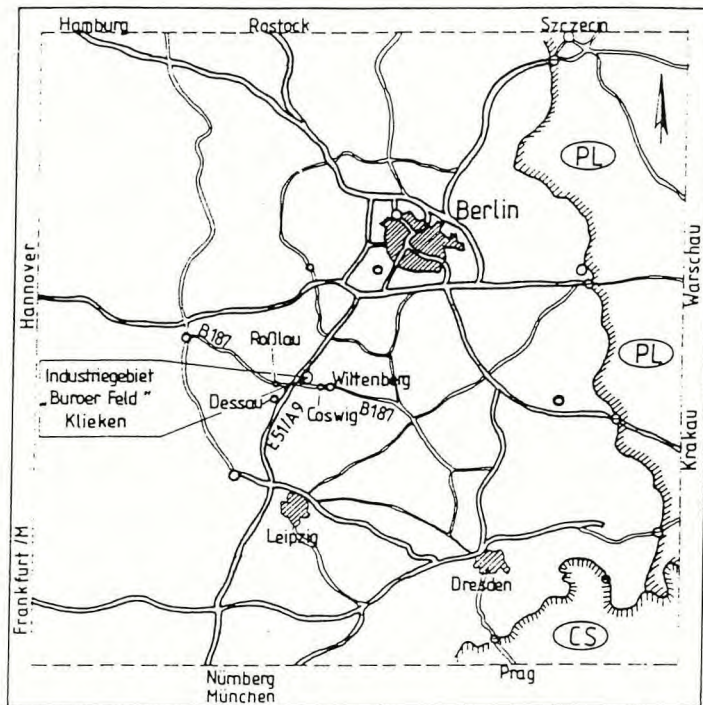 Hamburg
Rostock
Szczecin
PL
Berlin
Hannover
Warschau
B187
Roßlau
PL
Industriegebiet
„Buroer Feld"
Klieken
Wittenberg
Dessau
Coswig
B187
E51/A9
Krakau
Leipzig
Frankfurt/M
Dresden
CS
Nürnberg
München
Prag